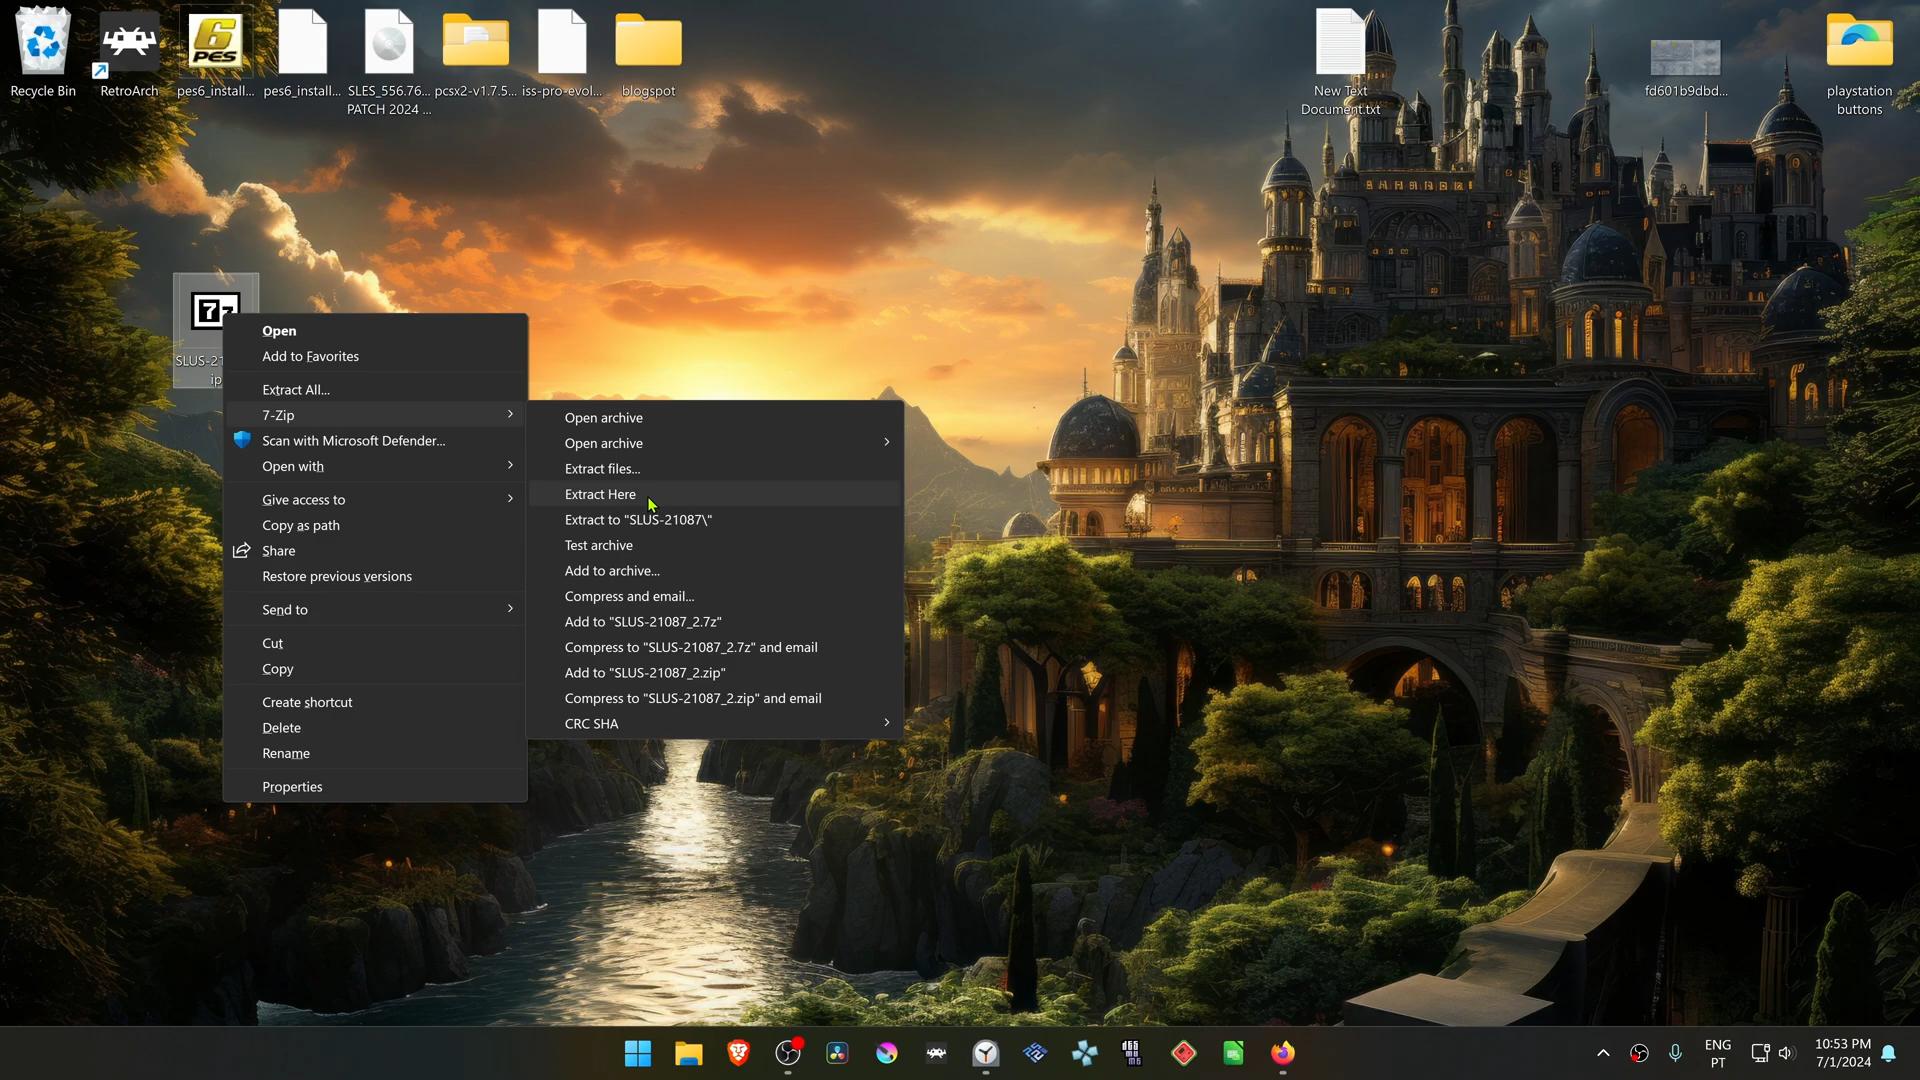 Recycle Bin
RetroArch
6
PES
pes6_install...
pes6_install...
SLES_556.76...
PATCH 2024 ...
pcsx2-v1.7.5...
iss-pro-evol...
blogspot
New Text
Document.txt
fd601b9dbd...
playstation
buttons
Open
Add to Favorites
Extract All...
7-Zip
Scan with Microsoft Defender...
Open with
Give access to
Copy as path
Share
Restore previous versions
Send to
Cut
Copy
Create shortcut
Delete
Rename
Properties
Open archive
Open archive
Extract files...
Extract Here
Extract to "SLUS-21087\"
Test archive
Add to archive...
Compress and email...
Add to "SLUS-21087_2.7z"
Compress to "SLUS-21087_2.7z" and email
Add to "SLUS-21087_2.zip"
Compress to "SLUS-21087_2.zip" and email
CRC SHA
ENG
PT
10:53 PM
7/1/2024